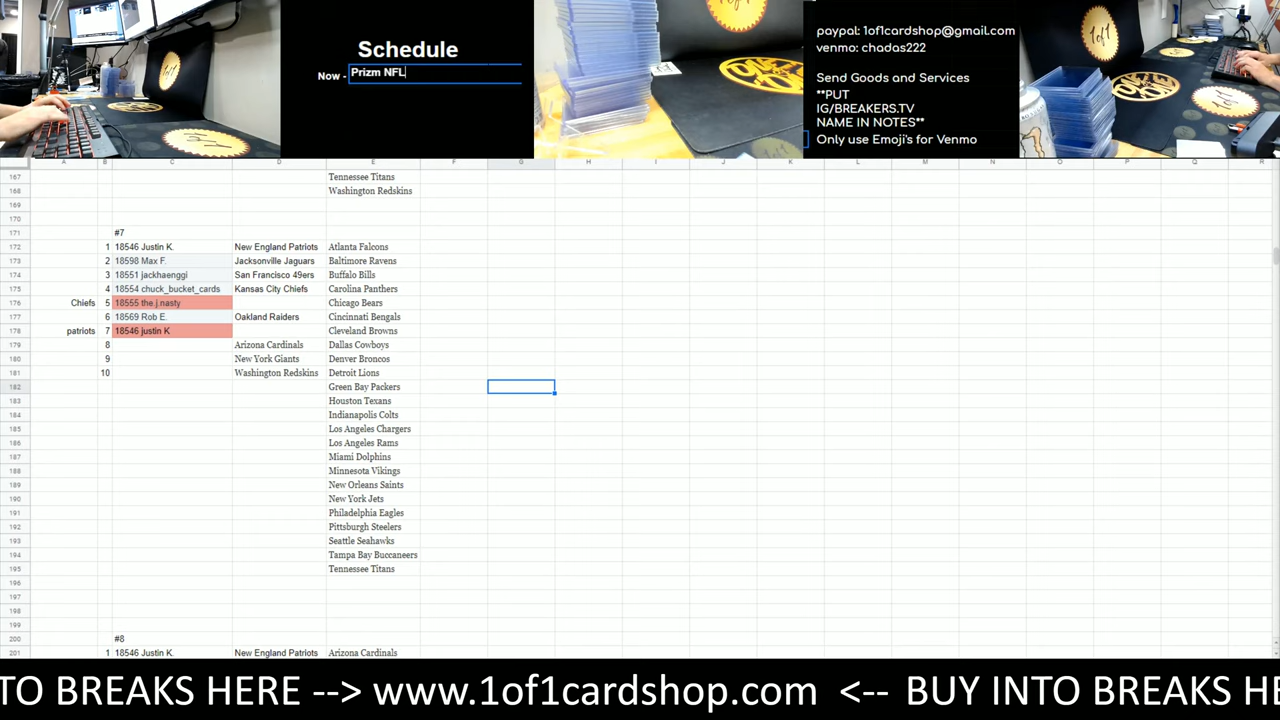 Schedule
Now - Prizm NFL
paypal: 1of1cardshop@gmail.com
venmo: chadas222
Send Goods and Services
**PUT
IG/BREAKERS.TV
NAME IN NOTES**
Only use Emoji's for Venmo
1of1
A B C D E F G H I J K L M N O P Q R
167 Tennessee Titans
168 Washington Redskins
169
170
171 #7
172 1 18546 Justin K. New England Patriots Atlanta Falcons
173 2 18598 Max F. Jacksonville Jaguars Baltimore Ravens
174 3 18551 jackhaenggi San Francisco 49ers Buffalo Bills
175 4 18554 chuck_bucket_cards Kansas City Chiefs Carolina Panthers
176 Chiefs 5 18555 the.j.nasty Chicago Bears
177 6 18569 Rob E. Oakland Raiders Cincinnati Bengals
178 patriots 7 18546 justin K Cleveland Browns
179 8 Arizona Cardinals Dallas Cowboys
180 9 New York Giants Denver Broncos
181 10 Washington Redskins Detroit Lions
182 Green Bay Packers
183 Houston Texans
184 Indianapolis Colts
185 Los Angeles Chargers
186 Los Angeles Rams
187 Miami Dolphins
188 Minnesota Vikings
189 New Orleans Saints
190 New York Jets
191 Philadelphia Eagles
192 Pittsburgh Steelers
193 Seattle Seahawks
194 Tampa Bay Buccaneers
195 Tennessee Titans
196
197
198
199
200 #8
201 1 18546 Justin K. New England Patriots Arizona Cardinals
TO BREAKS HERE --> www.1of1cardshop.com <-- BUY INTO BREAKS HE